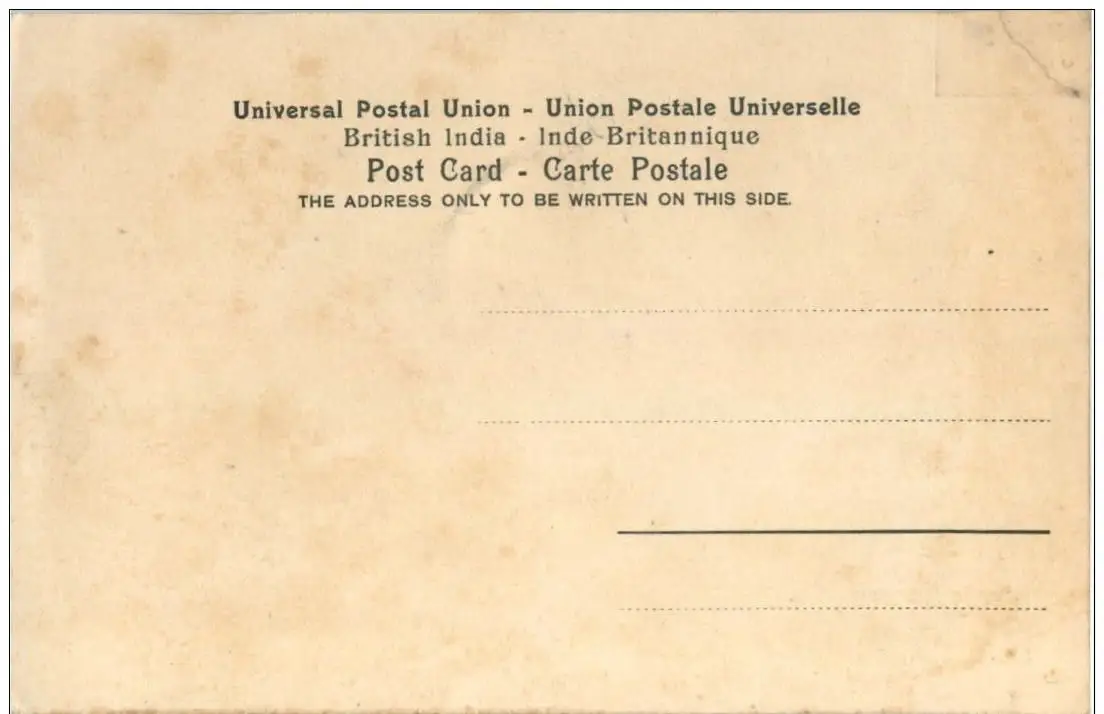 Universal Postal Union - Union Postale Universelle
British India - Inde Britannique
Post Card - Carte Postale
THE ADDRESS ONLY TO BE WRITTEN ON THIS SIDE.